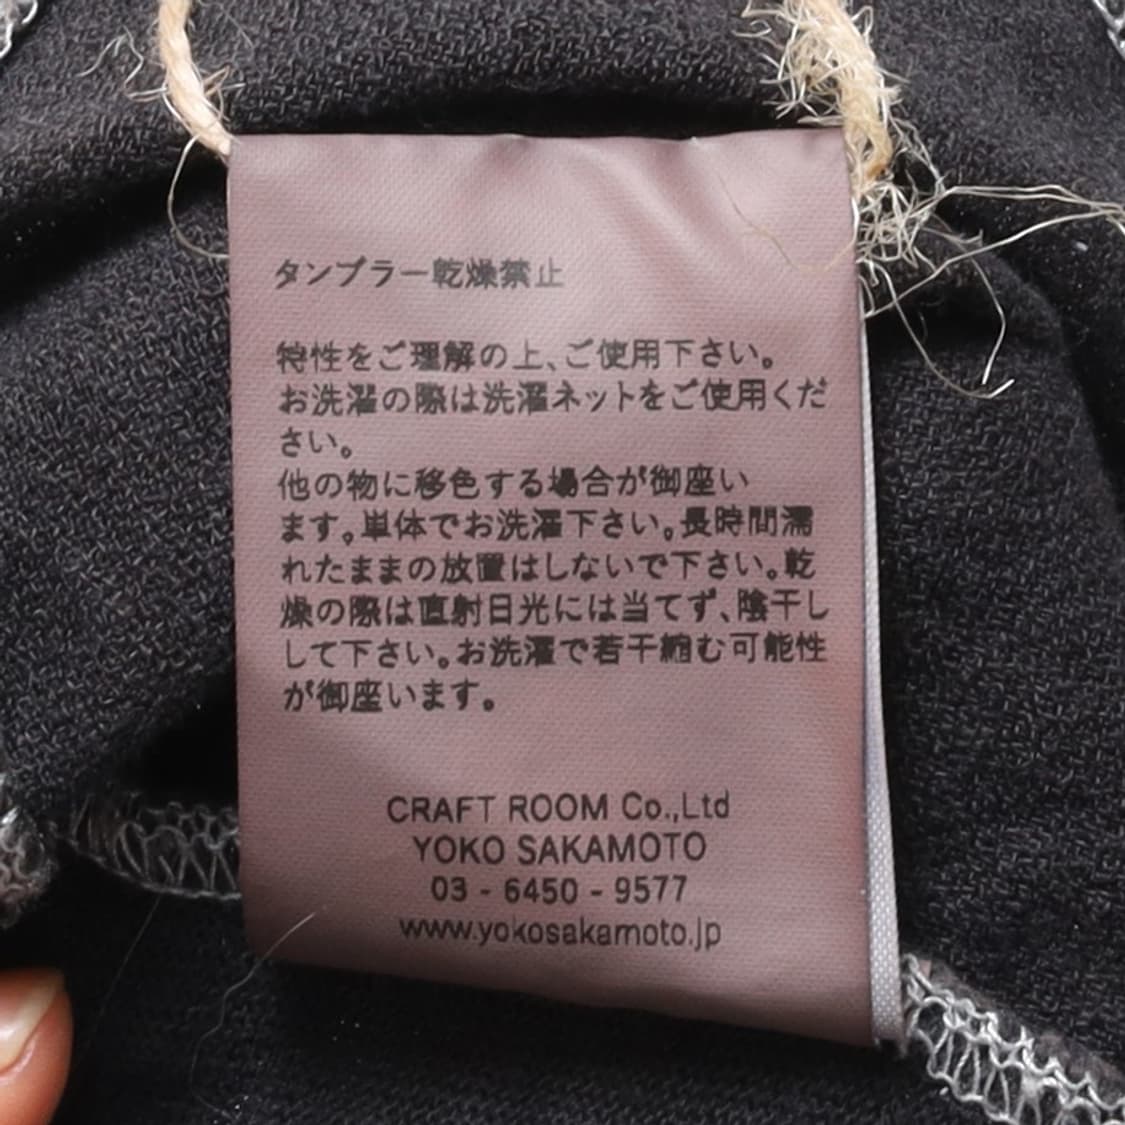 タンブラー乾燥禁止
特性をご理解の上、ご使用下さい。
お洗濯の際は洗濯ネットをご使用くだ
さい。
他の物に移色する場合が御座い
ます。単体でお洗濯下さい。長時間濡
れたままの放置はしないで下さい。乾
燥の際は直射日光には当てず、陰干し
して下さい。お洗濯で若干縮む可能性
が御座います。
CRAFT ROOM Co.,Ltd
YOKO SAKAMOTO
03 - 6450 - 9577
www.yokosakamoto.jp